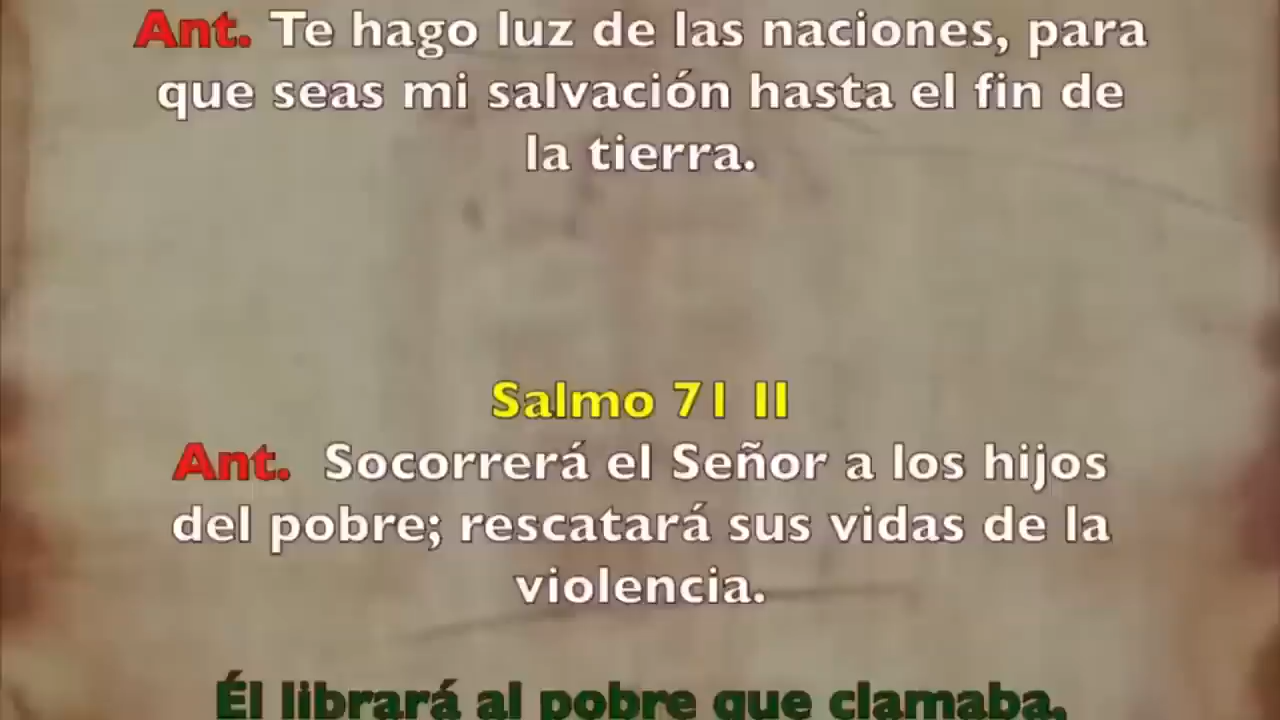 Ant. Te hago luz de las naciones, para
que seas mi salvación hasta el fin de
la tierra.
Salmo 71 II
Ant. Socorrerá el Señor a los hijos
del pobre; rescatará sus vidas de la
violencia.
Él librará al pobre que clamaba,